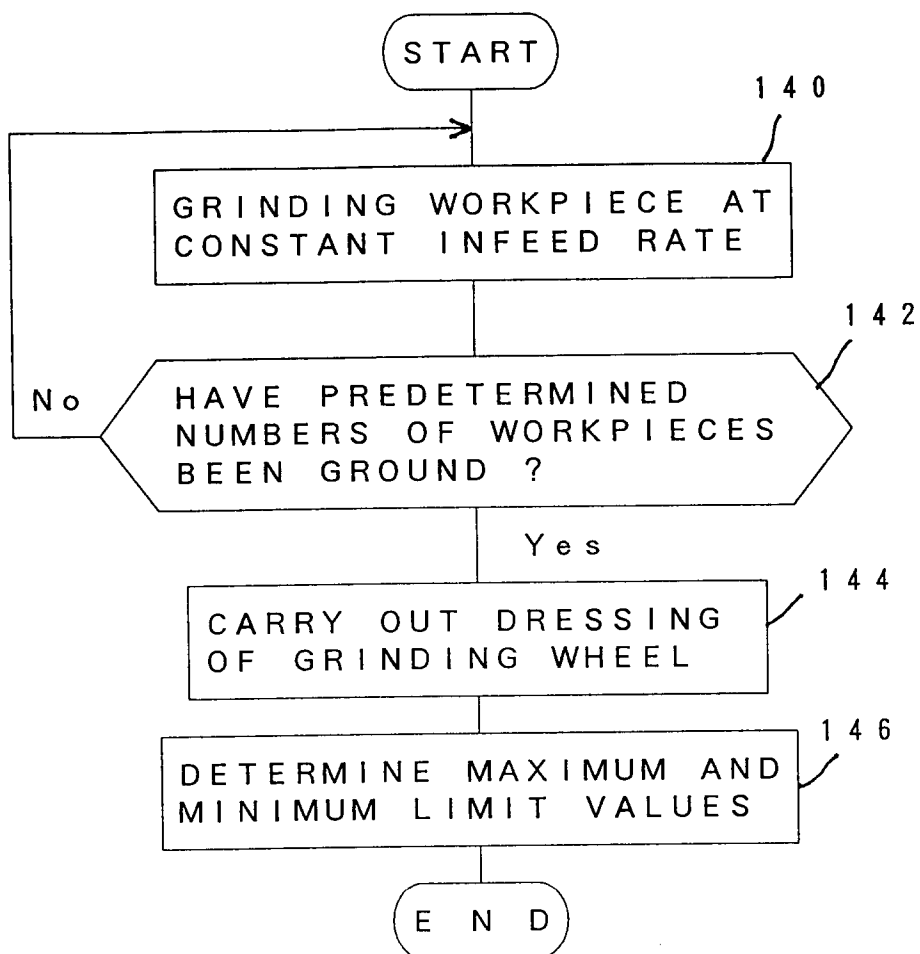 START
140
GRINDING WORKPIECE AT
CONSTANT INFEED RATE
142
No
HAVE PREDETERMINED
NUMBERS OF WORKPIECES
BEEN GROUND ?
Yes
144
CARRY OUT DRESSING
OF GRINDING WHEEL
146
DETERMINE MAXIMUM AND
MINIMUM LIMIT VALUES
END